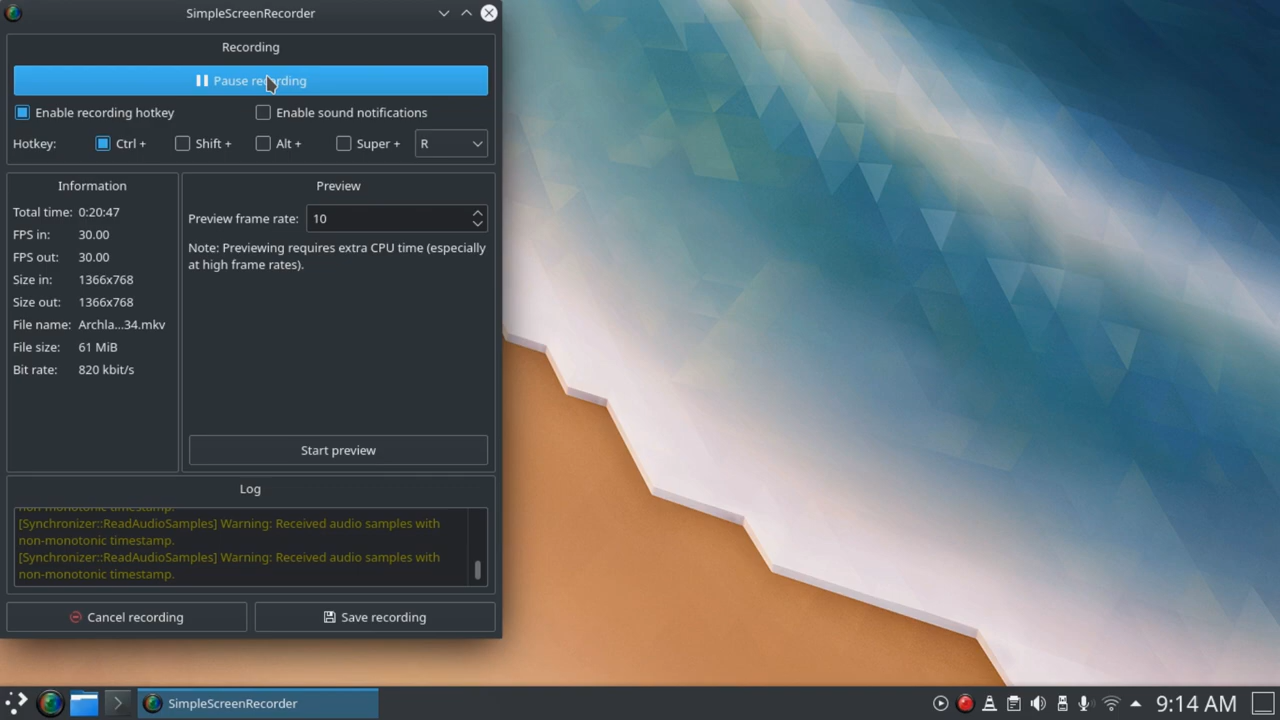 SimpleScreenRecorder
Recording
Pause recording
Enable recording hotkey
Enable sound notifications
Hotkey: Ctrl + Shift + Alt + Super + R
Information
Total time: 0:20:47
FPS in: 30.00
FPS out: 30.00
Size in: 1366x768
Size out: 1366x768
File name: Archla...34.mkv
File size: 61 MiB
Bit rate: 820 kbit/s
Preview
Preview frame rate: 10
Note: Previewing requires extra CPU time (especially
at high frame rates).
Start preview
Log
non-monotonic timestamp.
[Synchronizer::ReadAudioSamples] Warning: Received audio samples with
non-monotonic timestamp.
[Synchronizer::ReadAudioSamples] Warning: Received audio samples with
non-monotonic timestamp.
Cancel recording
Save recording
SimpleScreenRecorder
9:14 AM